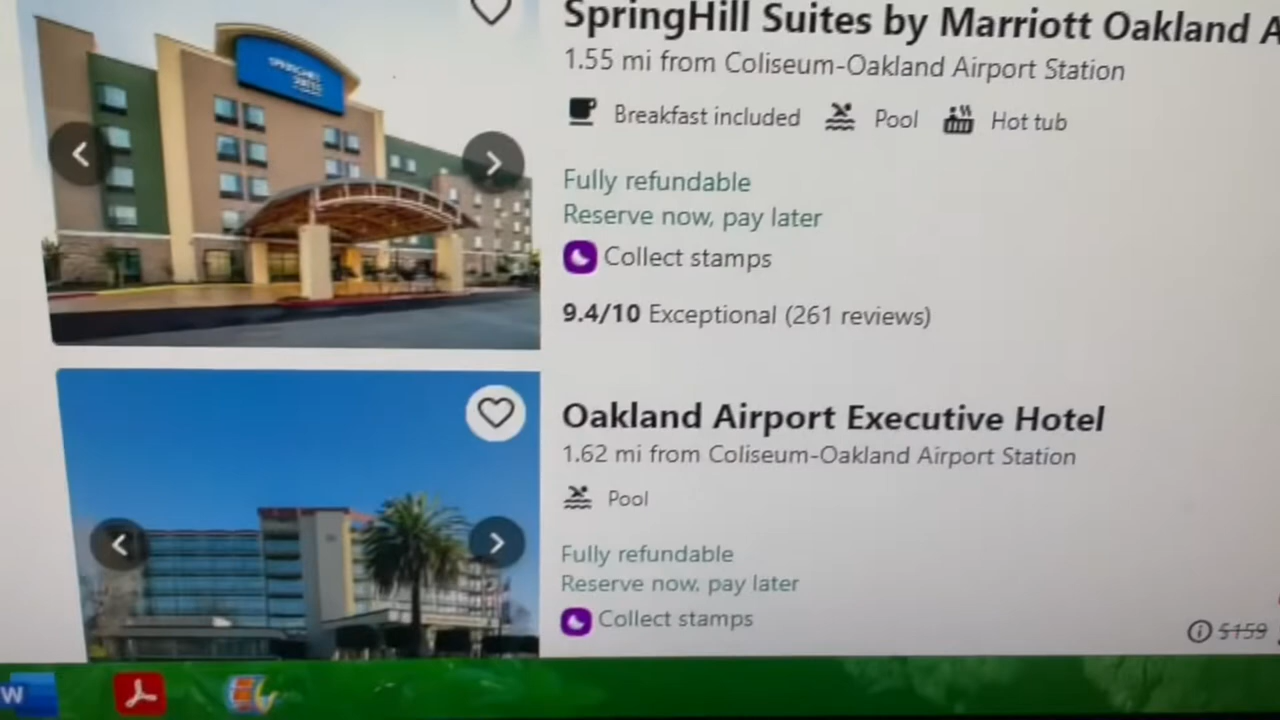 SpringHill Suites by Marriott Oakland A
1.55 mi from Coliseum-Oakland Airport Station
Breakfast included Pool Hot tub
Fully refundable
Reserve now, pay later
Collect stamps
9.4/10 Exceptional (261 reviews)
SPRINGHILL
SUITES
Oakland Airport Executive Hotel
1.62 mi from Coliseum-Oakland Airport Station
Pool
Fully refundable
Reserve now, pay later
Collect stamps
$159
W